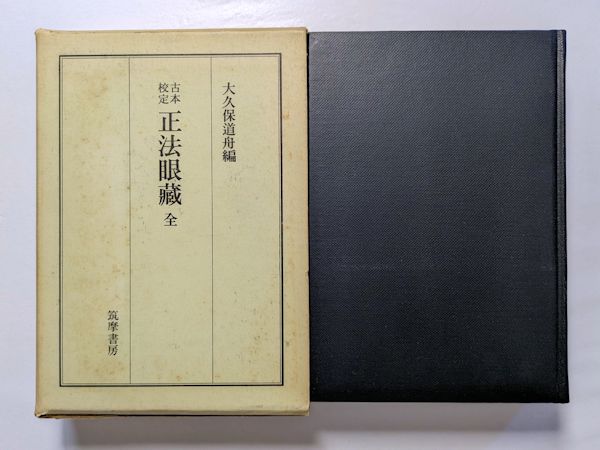 大久保道舟編
古本
校定
正法眼藏 全
筑摩書房